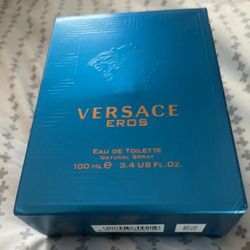 VERSACE
EROS
EAU DE TOILETTE
NATURAL SPRAY
100 ML e 3.4 US FL.OZ.